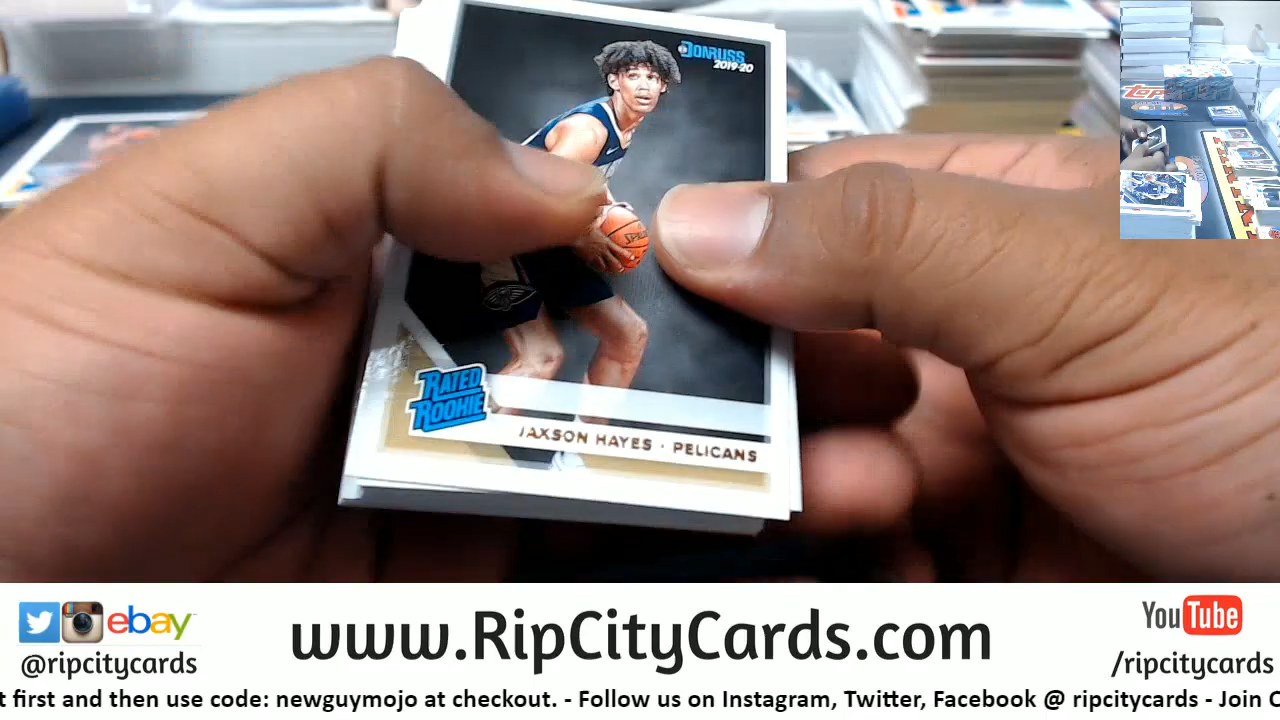 DONRUSS
2019-20
RATED
ROOKIE
JAXSON HAYES · PELICANS
ebay
@ripcitycards
www.RipCityCards.com
YouTube
/ripcitycards
t first and then use code: newguymojo at checkout. - Follow us on Instagram, Twitter, Facebook @ ripcitycards - Join